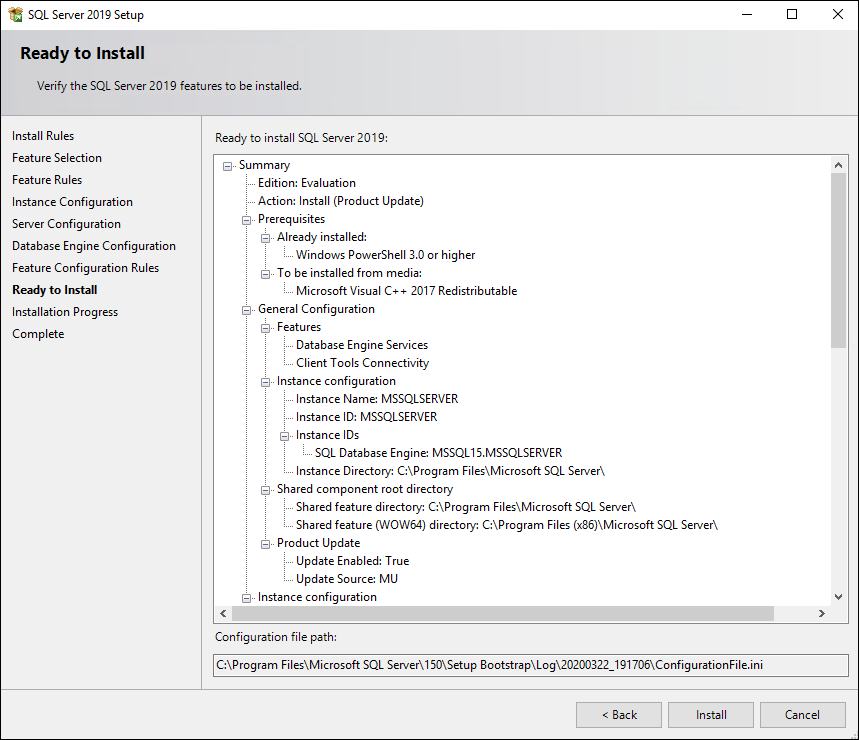 SQL Server 2019 Setup
Ready to Install
Verify the SQL Server 2019 features to be installed.
Install Rules
Feature Selection
Feature Rules
Instance Configuration
Server Configuration
Database Engine Configuration
Feature Configuration Rules
Ready to Install
Installation Progress
Complete
Ready to install SQL Server 2019:
Summary
Edition: Evaluation
Action: Install (Product Update)
Prerequisites
Already installed:
Windows PowerShell 3.0 or higher
To be installed from media:
Microsoft Visual C++ 2017 Redistributable
General Configuration
Features
Database Engine Services
Client Tools Connectivity
Instance configuration
Instance Name: MSSQLSERVER
Instance ID: MSSQLSERVER
Instance IDs
SQL Database Engine: MSSQL15.MSSQLSERVER
Instance Directory: C:\Program Files\Microsoft SQL Server\
Shared component root directory
Shared feature directory: C:\Program Files\Microsoft SQL Server\
Shared feature (WOW64) directory: C:\Program Files (x86)\Microsoft SQL Server\
Product Update
Update Enabled: True
Update Source: MU
Instance configuration
Configuration file path:
C:\Program Files\Microsoft SQL Server\150\Setup Bootstrap\Log\20200322_191706\ConfigurationFile.ini
< Back
Install
Cancel